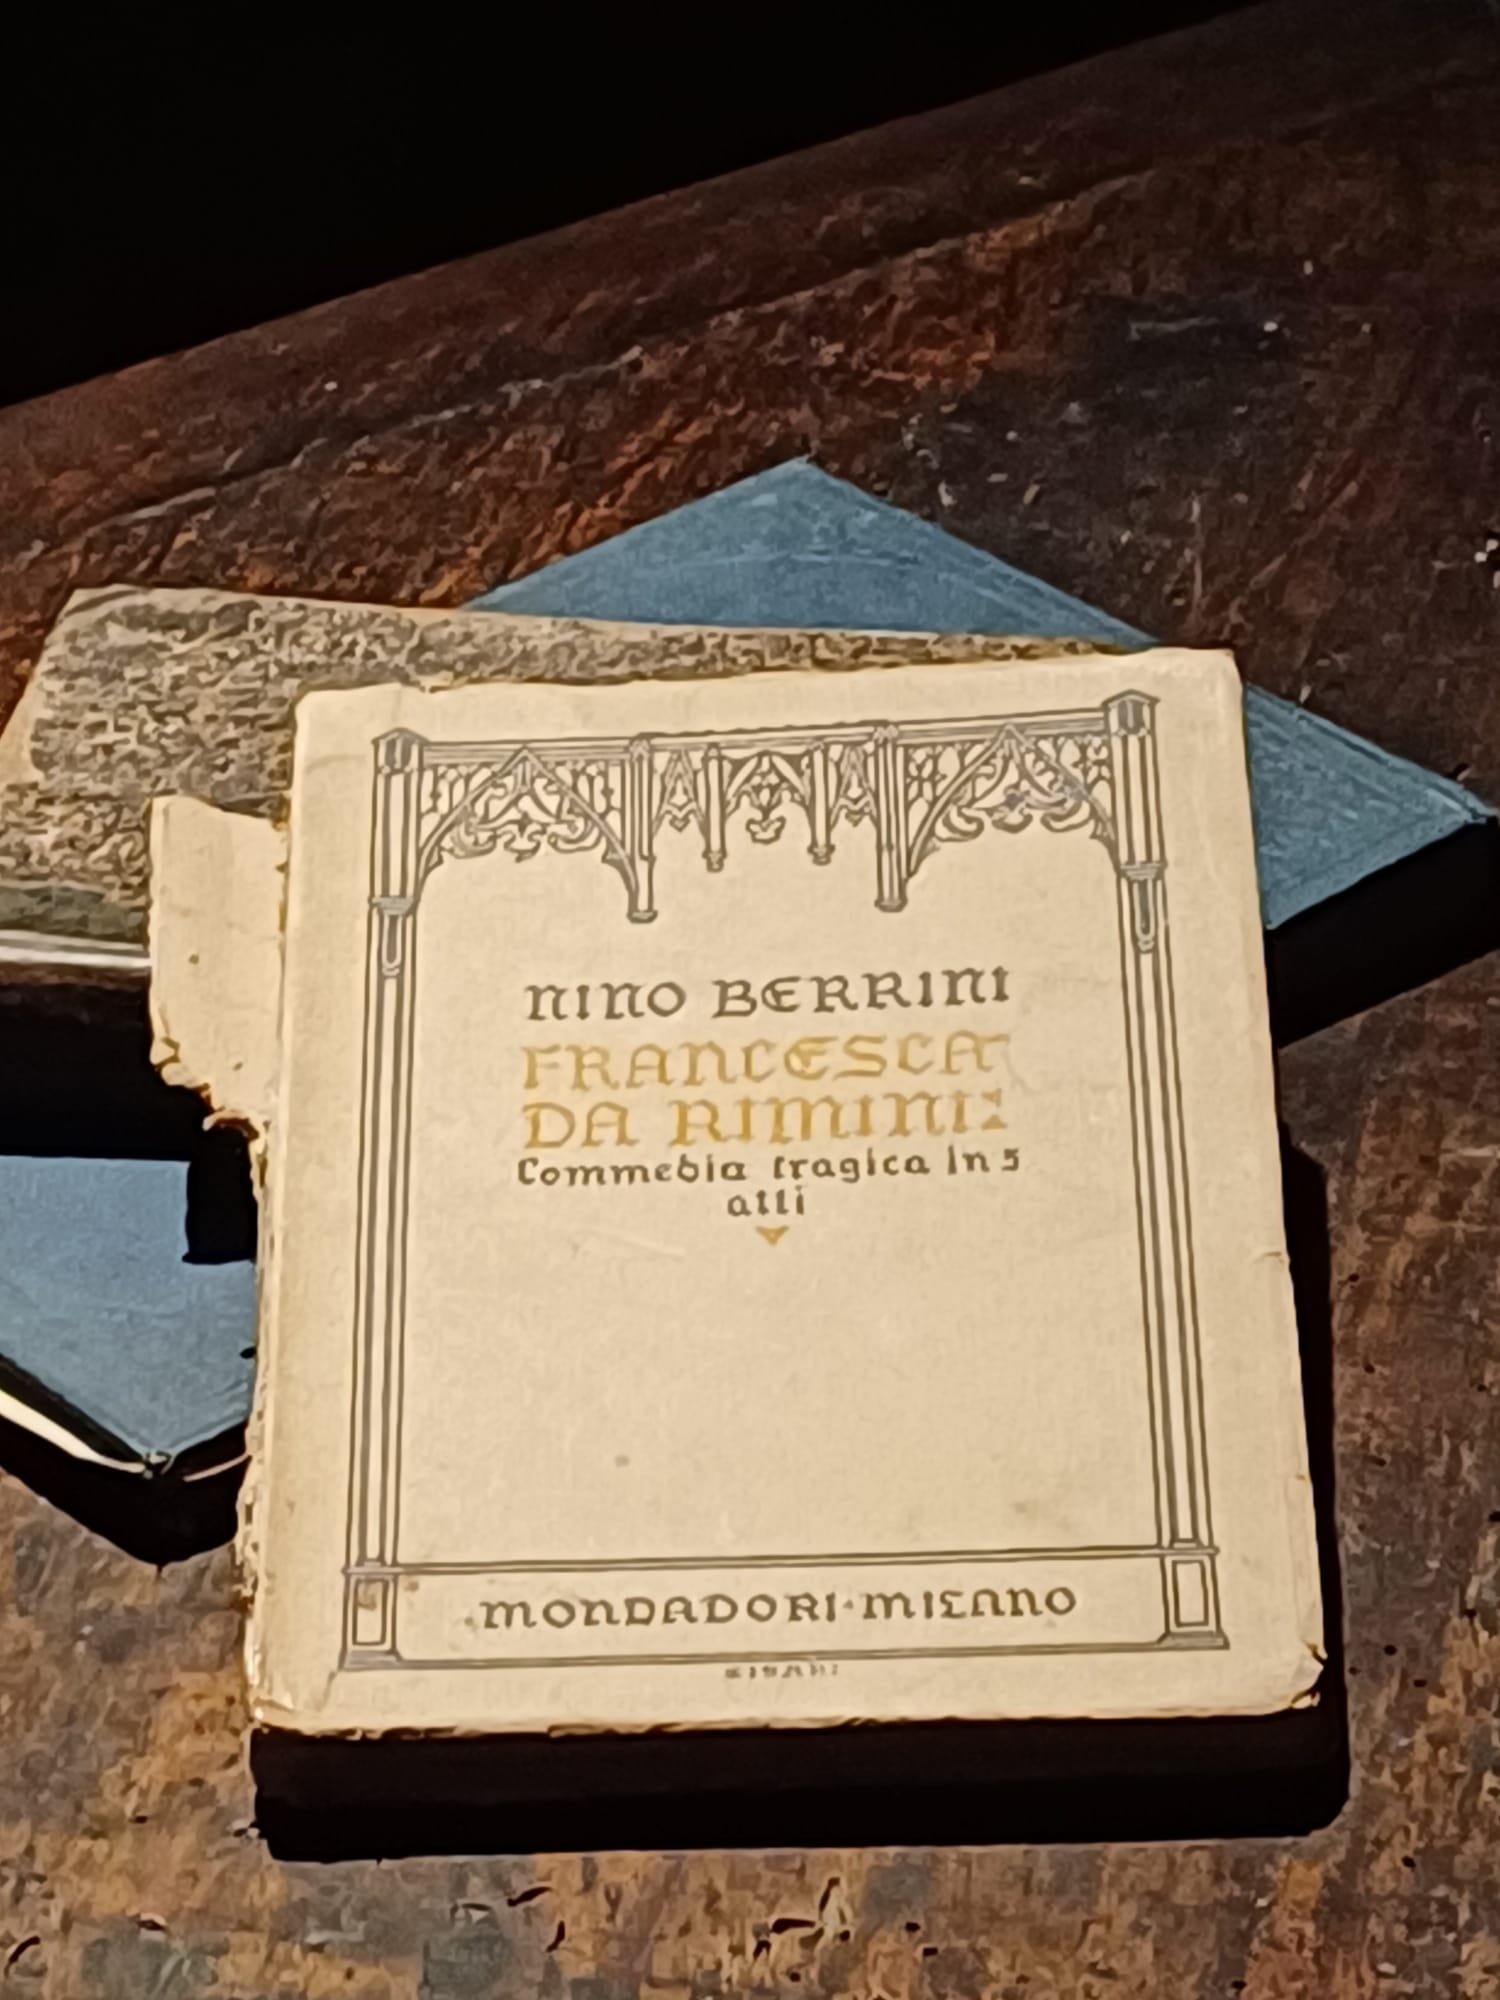 NINO BERRINI
FRANCESCA
DA RIMINI:
Commedia tragica in 5
atti
MONDADORI·MILANO